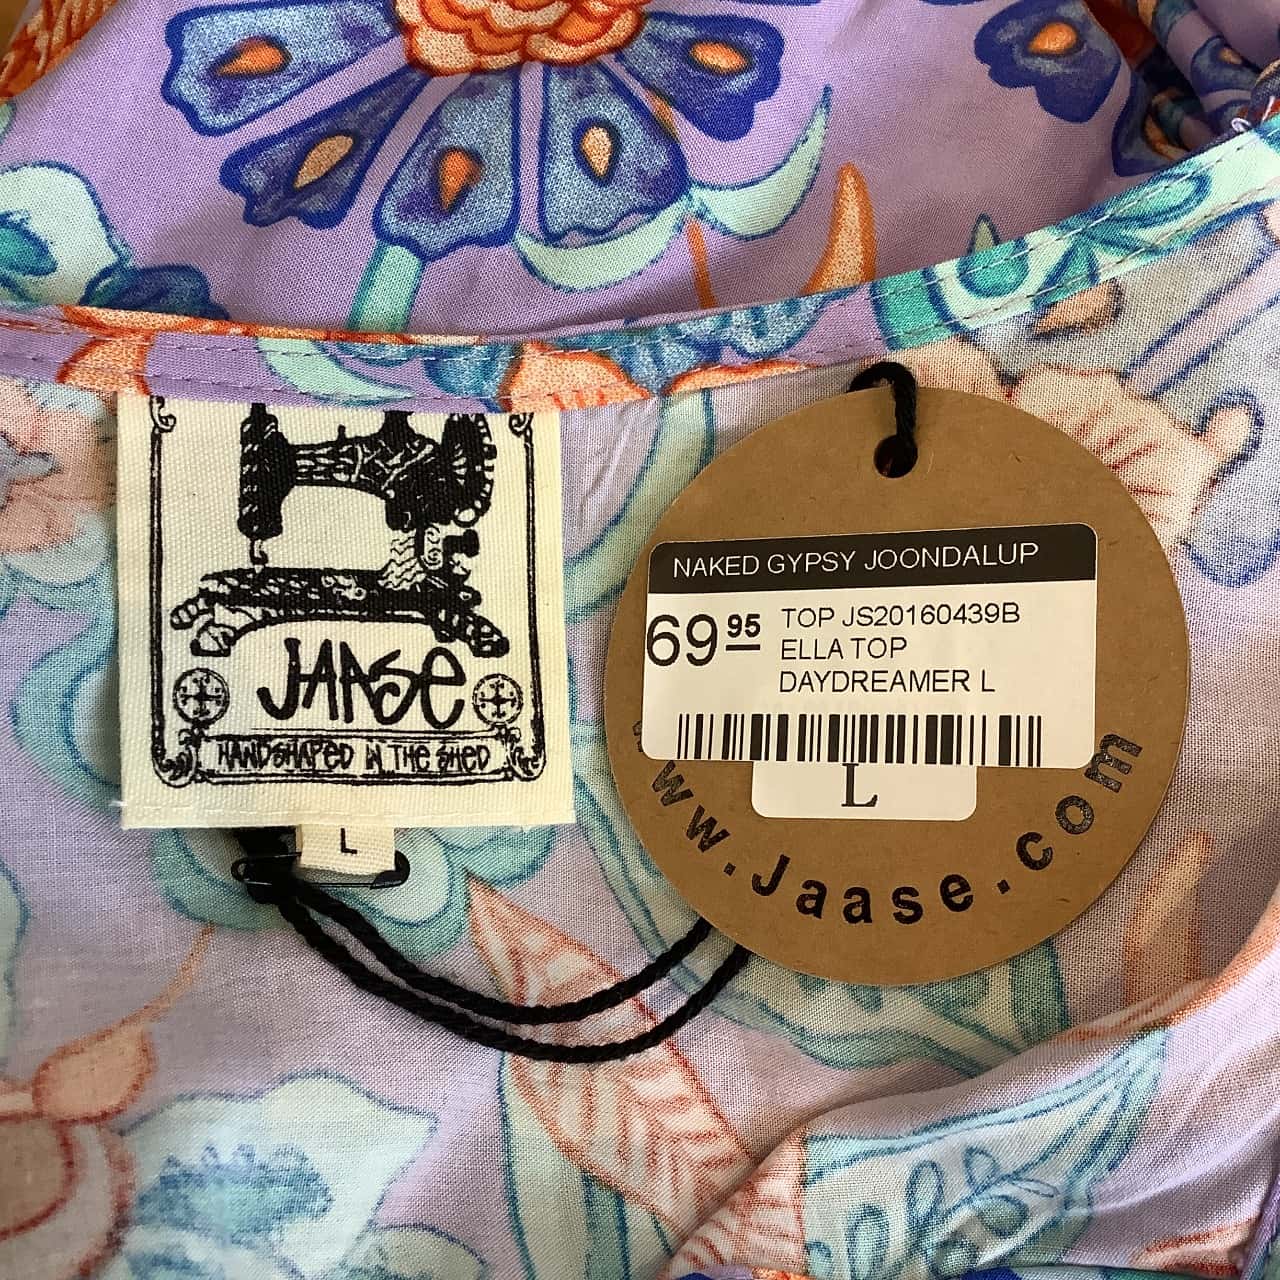 JAASE
HANDSHAPED IN THE SHED
L
NAKED GYPSY JOONDALUP
69 95
TOP JS20160439B
ELLA TOP
DAYDREAMER L
L
www.Jaase.com